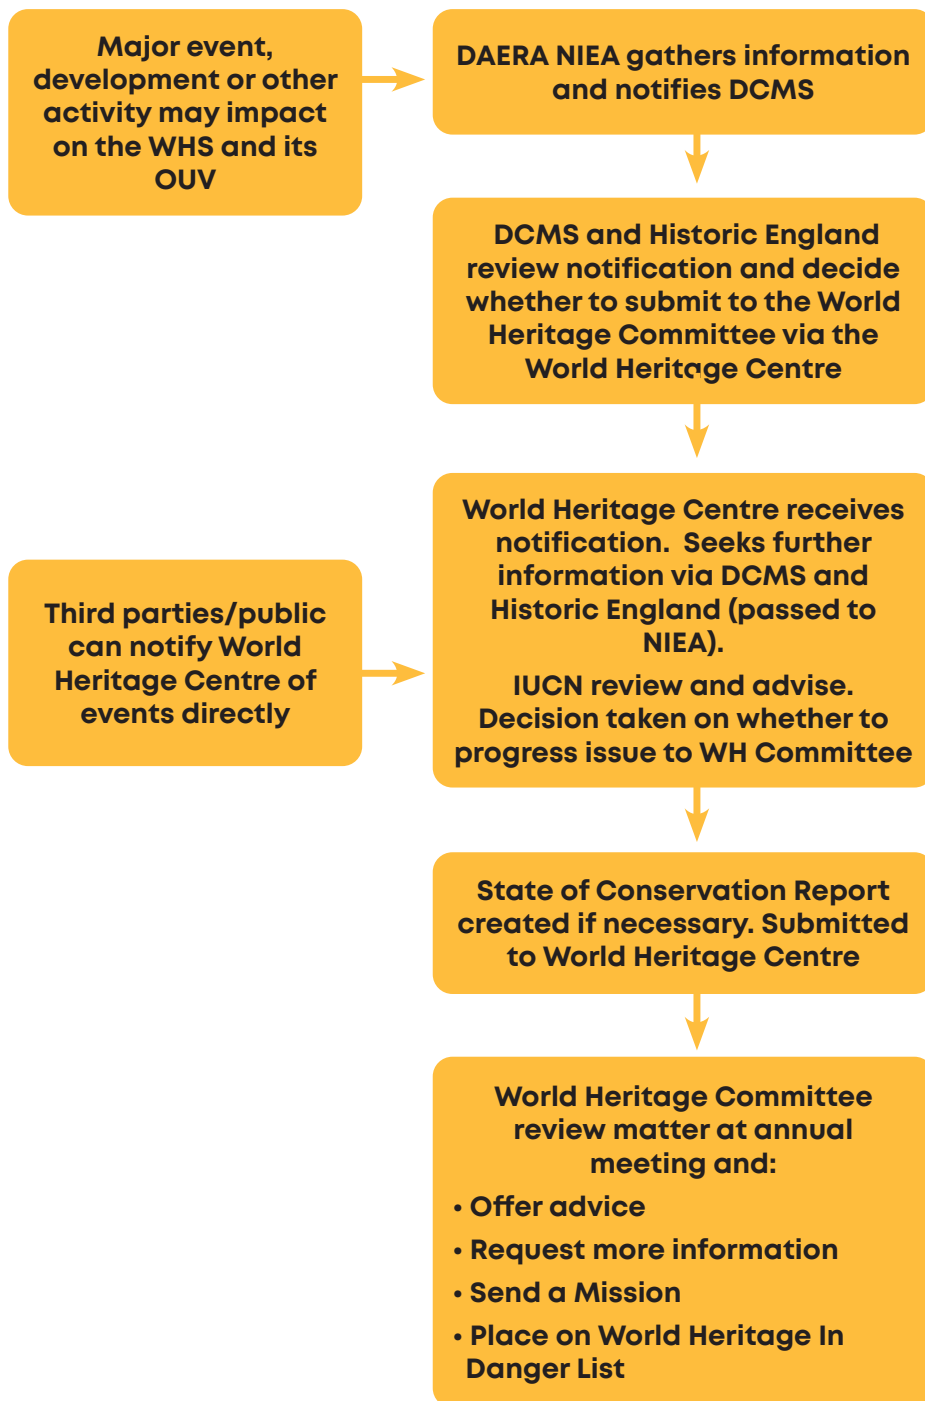 Major event,
development or other
activity may impact
on the WHS and its
OUV
DAERA NIEA gathers information
and notifies DCMS
DCMS and Historic England
review notification and decide
whether to submit to the World
Heritage Committee via the
World Heritage Centre
Third parties/public
can notify World
Heritage Centre of
events directly
World Heritage Centre receives
notification. Seeks further
information via DCMS and
Historic England (passed to
NIEA).
IUCN review and advise.
Decision taken on whether to
progress issue to WH Committee
State of Conservation Report
created if necessary. Submitted
to World Heritage Centre
World Heritage Committee
review matter at annual
meeting and:
• Offer advice
• Request more information
• Send a Mission
• Place on World Heritage In
Danger List